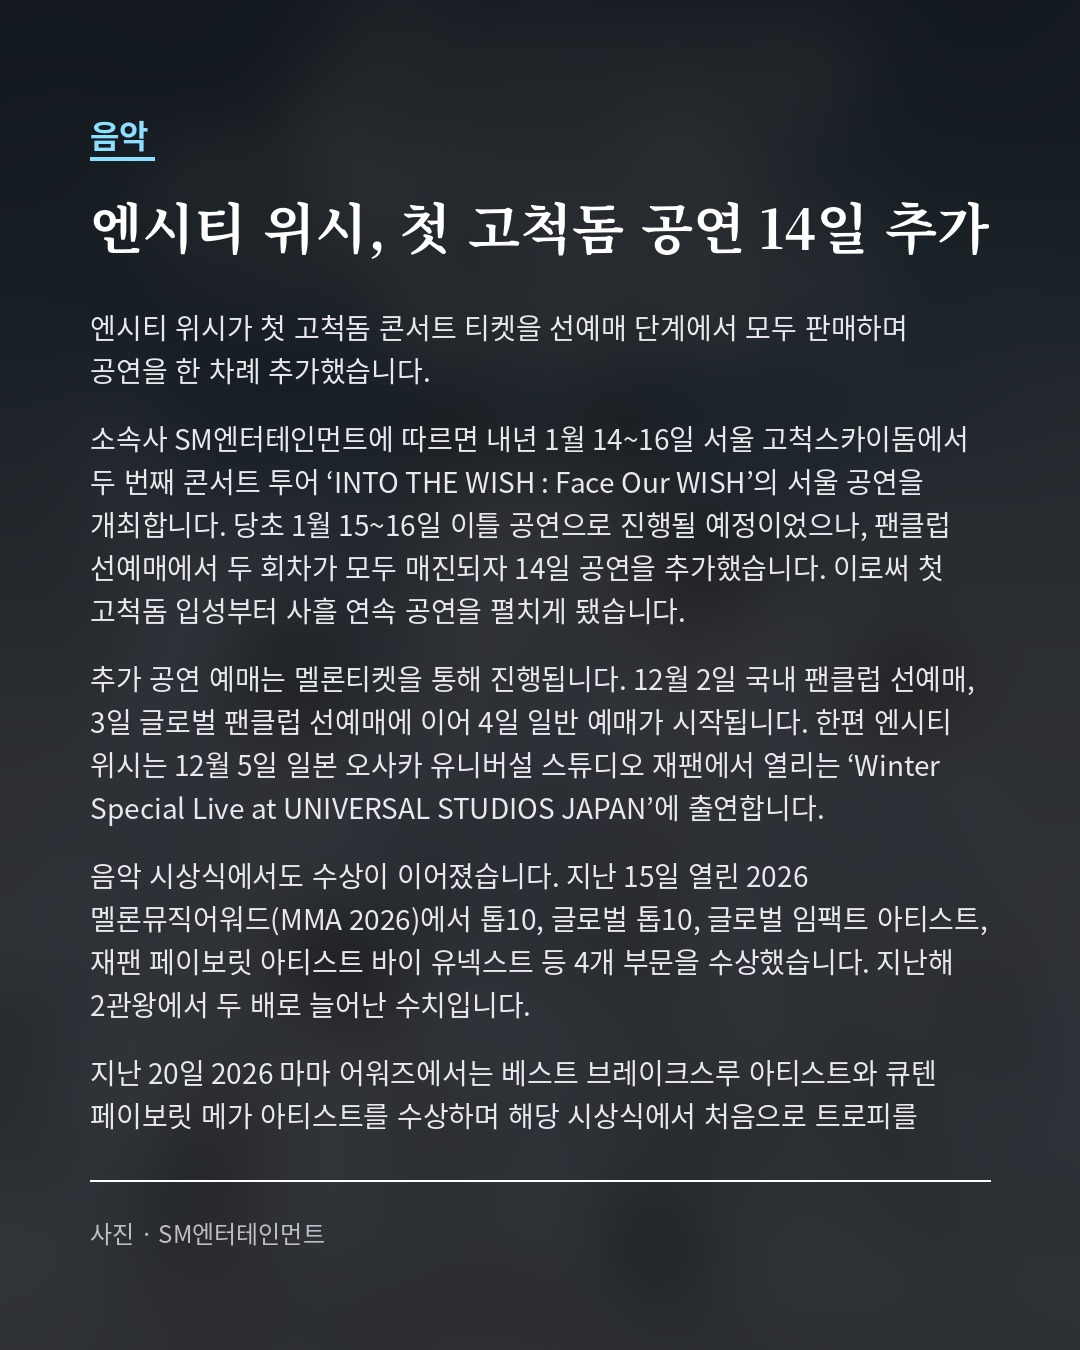 음악
엔시티 위시, 첫 고척돔 공연 14일 추가
엔시티 위시가 첫 고척돔 콘서트 티켓을 선예매 단계에서 모두 판매하며
공연을 한 차례 추가했습니다.
소속사 SM엔터테인먼트에 따르면 내년 1월 14~16일 서울 고척스카이돔에서
두 번째 콘서트 투어 ‘INTO THE WISH : Face Our WISH’의 서울 공연을
개최합니다. 당초 1월 15~16일 이틀 공연으로 진행될 예정이었으나, 팬클럽
선예매에서 두 회차가 모두 매진되자 14일 공연을 추가했습니다. 이로써 첫
고척돔 입성부터 사흘 연속 공연을 펼치게 됐습니다.
추가 공연 예매는 멜론티켓을 통해 진행됩니다. 12월 2일 국내 팬클럽 선예매,
3일 글로벌 팬클럽 선예매에 이어 4일 일반 예매가 시작됩니다. 한편 엔시티
위시는 12월 5일 일본 오사카 유니버설 스튜디오 재팬에서 열리는 ‘Winter
Special Live at UNIVERSAL STUDIOS JAPAN’에 출연합니다.
음악 시상식에서도 수상이 이어졌습니다. 지난 15일 열린 2026
멜론뮤직어워드(MMA 2026)에서 톱10, 글로벌 톱10, 글로벌 임팩트 아티스트,
재팬 페이보릿 아티스트 바이 유넥스트 등 4개 부문을 수상했습니다. 지난해
2관왕에서 두 배로 늘어난 수치입니다.
지난 20일 2026 마마 어워즈에서는 베스트 브레이크스루 아티스트와 큐텐
페이보릿 메가 아티스트를 수상하며 해당 시상식에서 처음으로 트로피를
사진 · SM엔터테인먼트